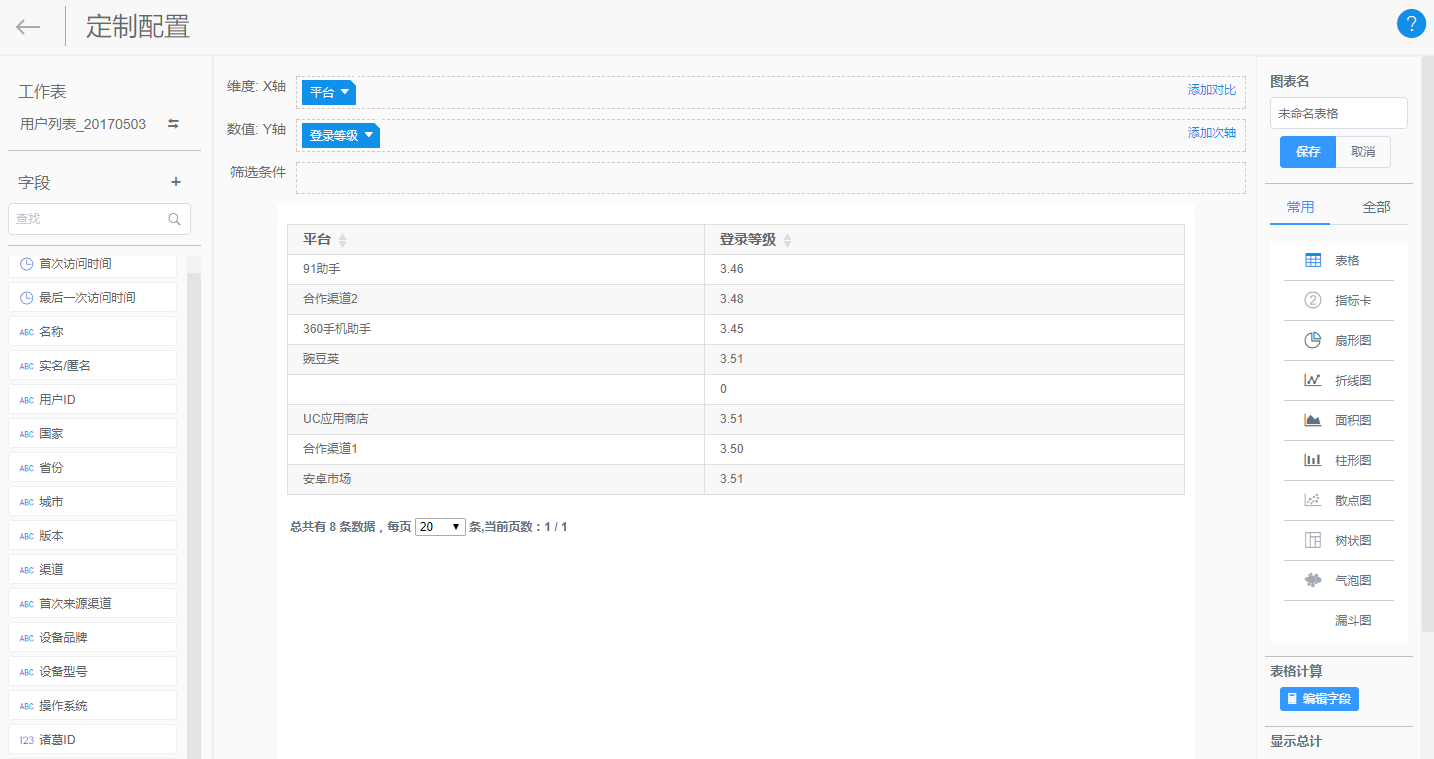 定制配置
?
工作表
用户列表_20170503
字段
+
查找
首次访问时间
最后一次访问时间
ABC 名称
ABC 实名/匿名
ABC 用户ID
ABC 国家
ABC 省份
ABC 城市
ABC 版本
ABC 渠道
ABC 首次来源渠道
ABC 设备品牌
ABC 设备型号
ABC 操作系统
123 诸葛ID
维度: X轴 平台 添加对比
数值: Y轴 登录等级 添加次轴
筛选条件
平台 登录等级
91助手 3.46
合作渠道2 3.48
360手机助手 3.45
豌豆荚 3.51
0
UC应用商店 3.51
合作渠道1 3.50
安卓市场 3.51
总共有 8 条数据，每页 20 条,当前页数：1 / 1
图表名
未命名表格
保存 取消
常用 全部
表格
2 指标卡
扇形图
折线图
面积图
柱形图
散点图
树状图
气泡图
漏斗图
表格计算
编辑字段
显示总计